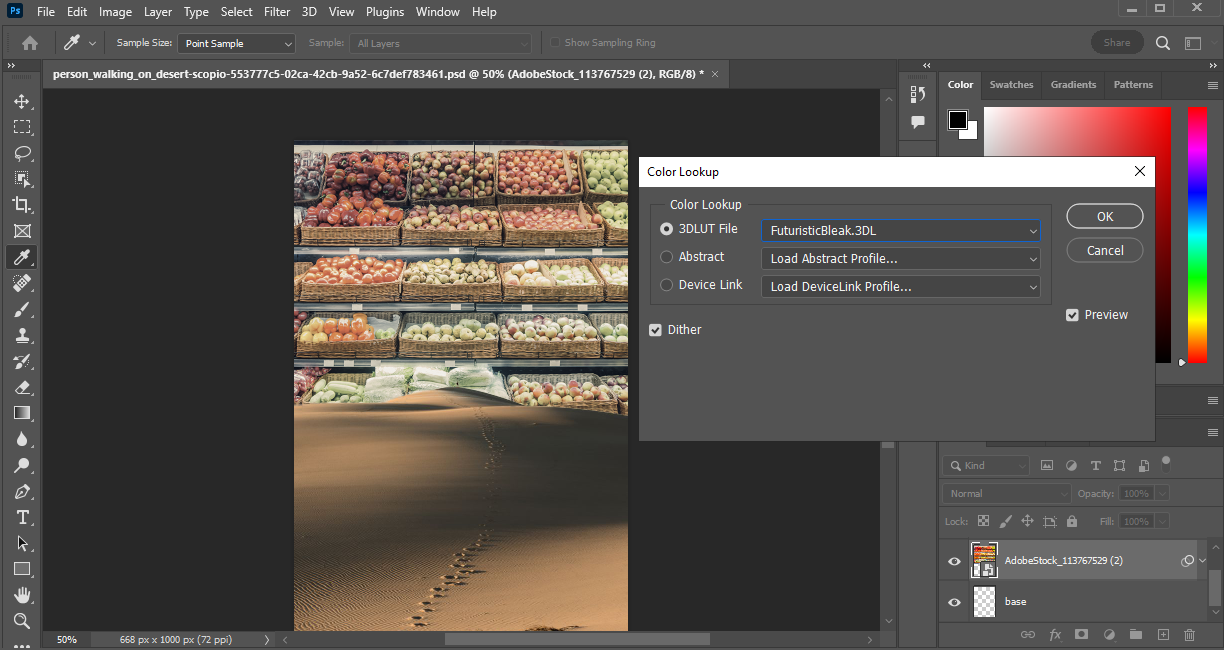 Ps File Edit Image Layer Type Select Filter 3D View Plugins Window Help
Sample Size: Point Sample Sample: All Layers Show Sampling Ring Share
person_walking_on_desert-scopio-553777c5-02ca-42cb-9a52-6c7def783461.psd @ 50% (AdobeStock_113767529 (2), RGB/8) *
Color Swatches Gradients Patterns
Color Lookup
Color Lookup
3DLUT File FuturisticBleak.3DL
Abstract Load Abstract Profile...
Device Link Load DeviceLink Profile...
Dither
OK
Cancel
Preview
Kind
Normal Opacity: 100%
Lock: Fill: 100%
AdobeStock_113767529 (2)
base
fx
50% 668 px x 1000 px (72 ppi)